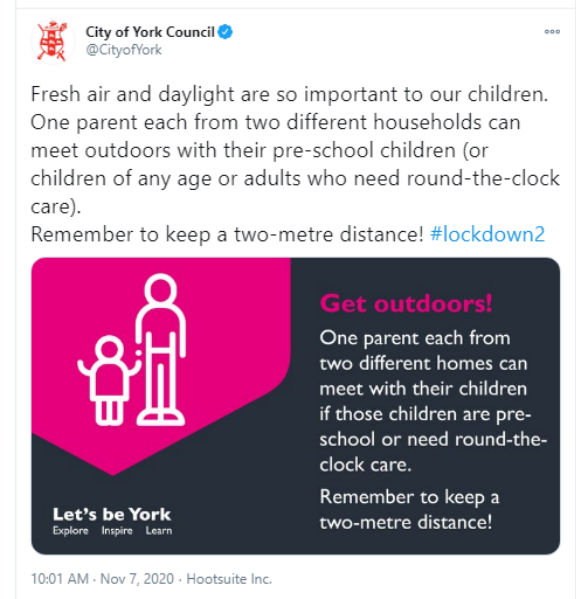 City of York Council
@CityofYork
Fresh air and daylight are so important to our children.
One parent each from two different households can
meet outdoors with their pre-school children (or
children of any age or adults who need round-the-clock
care).
Remember to keep a two-metre distance! #lockdown2
Get outdoors!
One parent each from
two different homes can
meet with their children
if those children are pre-
school or need round-the-
clock care.
Remember to keep a
two-metre distance!
Let's be York
Explore Inspire Learn
10:01 AM · Nov 7, 2020 · Hootsuite Inc.